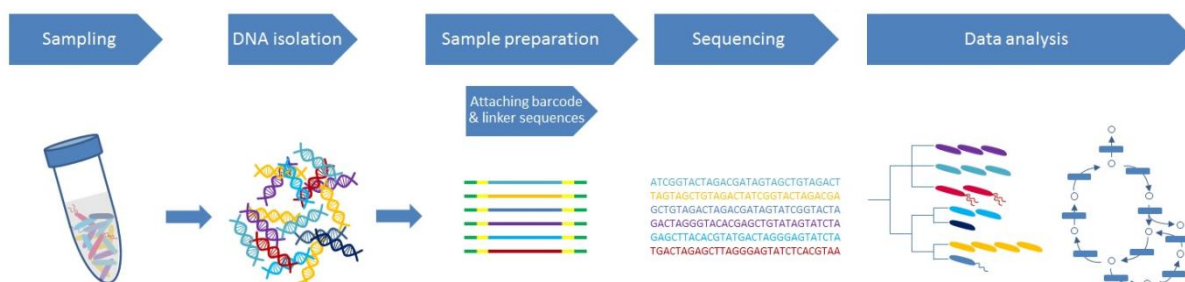 Sampling
DNA isolation
Sample preparation
Sequencing
Data analysis
Attaching barcode
& linker sequences
ATCGGTACTAGACGATAGTAGCTGTAGACT
TAGTAGCTGTAGACTATCGGTACTAGACGA
GCTGTAGACTAGACGATAGTATCGGTACTA
GACTAGGGTACACGAGCTGTATAGTATCTA
GAGCTTACACGTATGACTAGGGAGTATCTA
TGACTAGAGCTTAGGGAGTATCTCACGTAA